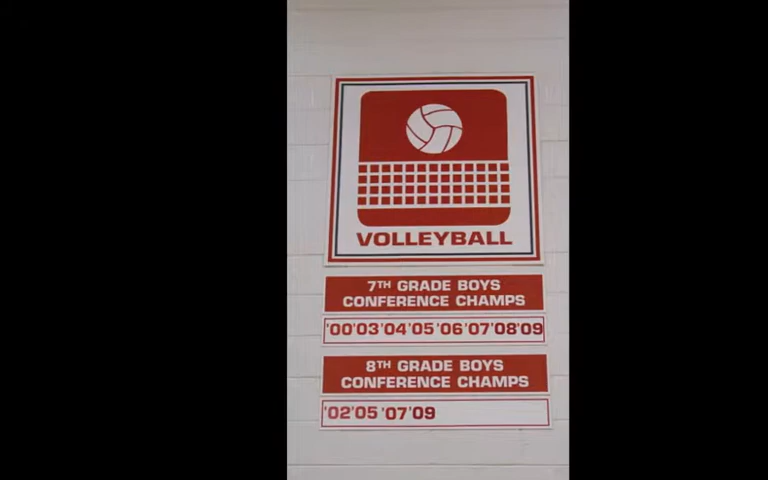 VOLLEYBALL
7TH GRADE BOYS
CONFERENCE CHAMPS
'00'03'04'05'06'07'08'09
8TH GRADE BOYS
CONFERENCE CHAMPS
'02'05'07'09